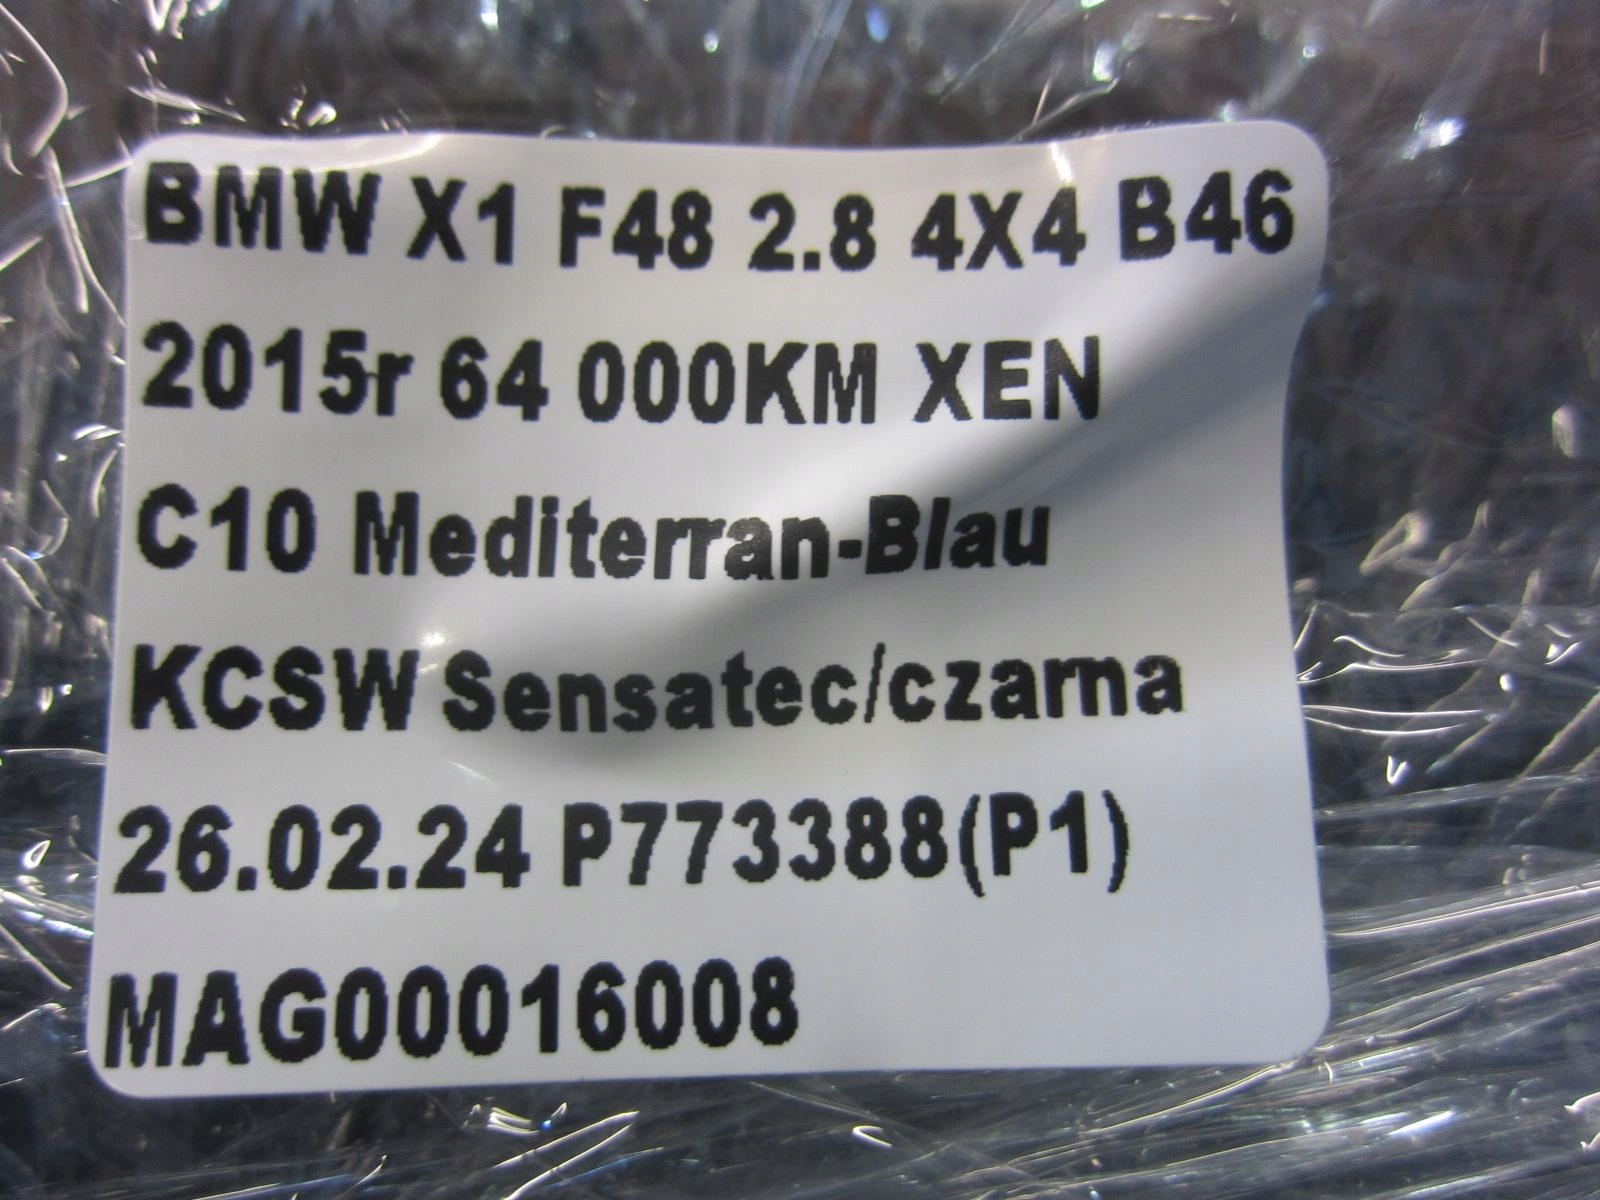 BMW X1 F48 2.8 4X4 B46
2015r 64 000KM XEN
C10 Mediterran-Blau
KCSW Sensatec/czarna
26.02.24 P773388(P1)
MAG00016008